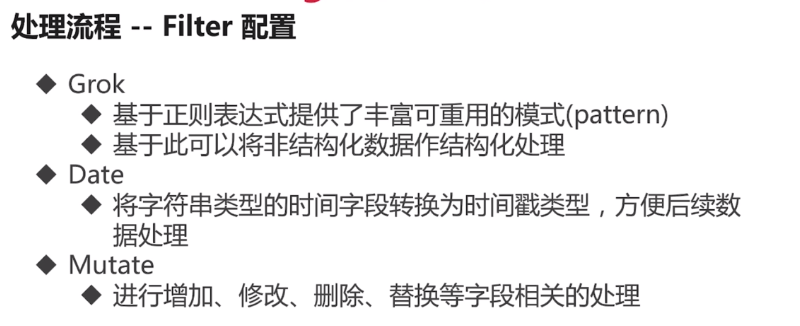 处理流程 -- Filter 配置
◆ Grok
◆ 基于正则表达式提供了丰富可重用的模式(pattern)
◆ 基于此可以将非结构化数据作结构化处理
◆ Date
◆ 将字符串类型的时间字段转换为时间戳类型，方便后续数
据处理
◆ Mutate
◆ 进行增加、修改、删除、替换等字段相关的处理